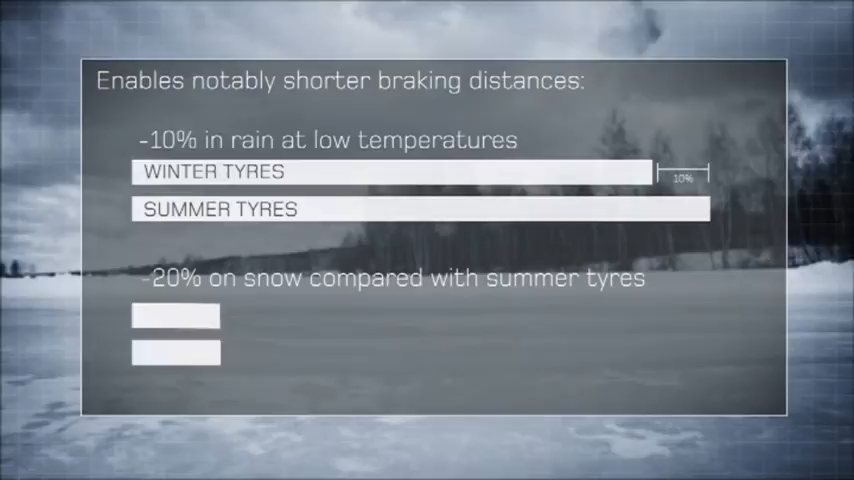 Enables notably shorter braking distances:
-10% in rain at low temperatures
WINTER TYRES
10%
SUMMER TYRES
-20% on snow compared with summer tyres